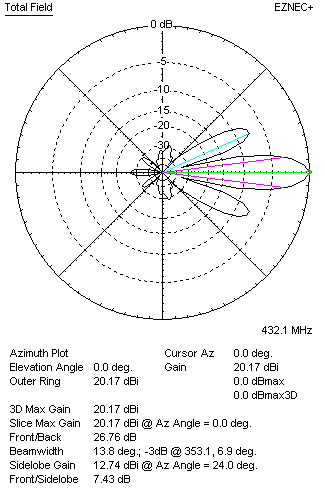 Total Field EZNEC+
0 dB
-5
-10
-15
-20
-30
432.1 MHz
Azimuth Plot Cursor Az 0.0 deg.
Elevation Angle 0.0 deg. Gain 20.17 dBi
Outer Ring 20.17 dBi 0.0 dBmax
0.0 dBmax3D
3D Max Gain 20.17 dBi
Slice Max Gain 20.17 dBi @ Az Angle = 0.0 deg.
Front/Back 26.76 dB
Beamwidth 13.8 deg.; -3dB @ 353.1, 6.9 deg.
Sidelobe Gain 12.74 dBi @ Az Angle = 24.0 deg.
Front/Sidelobe 7.43 dB